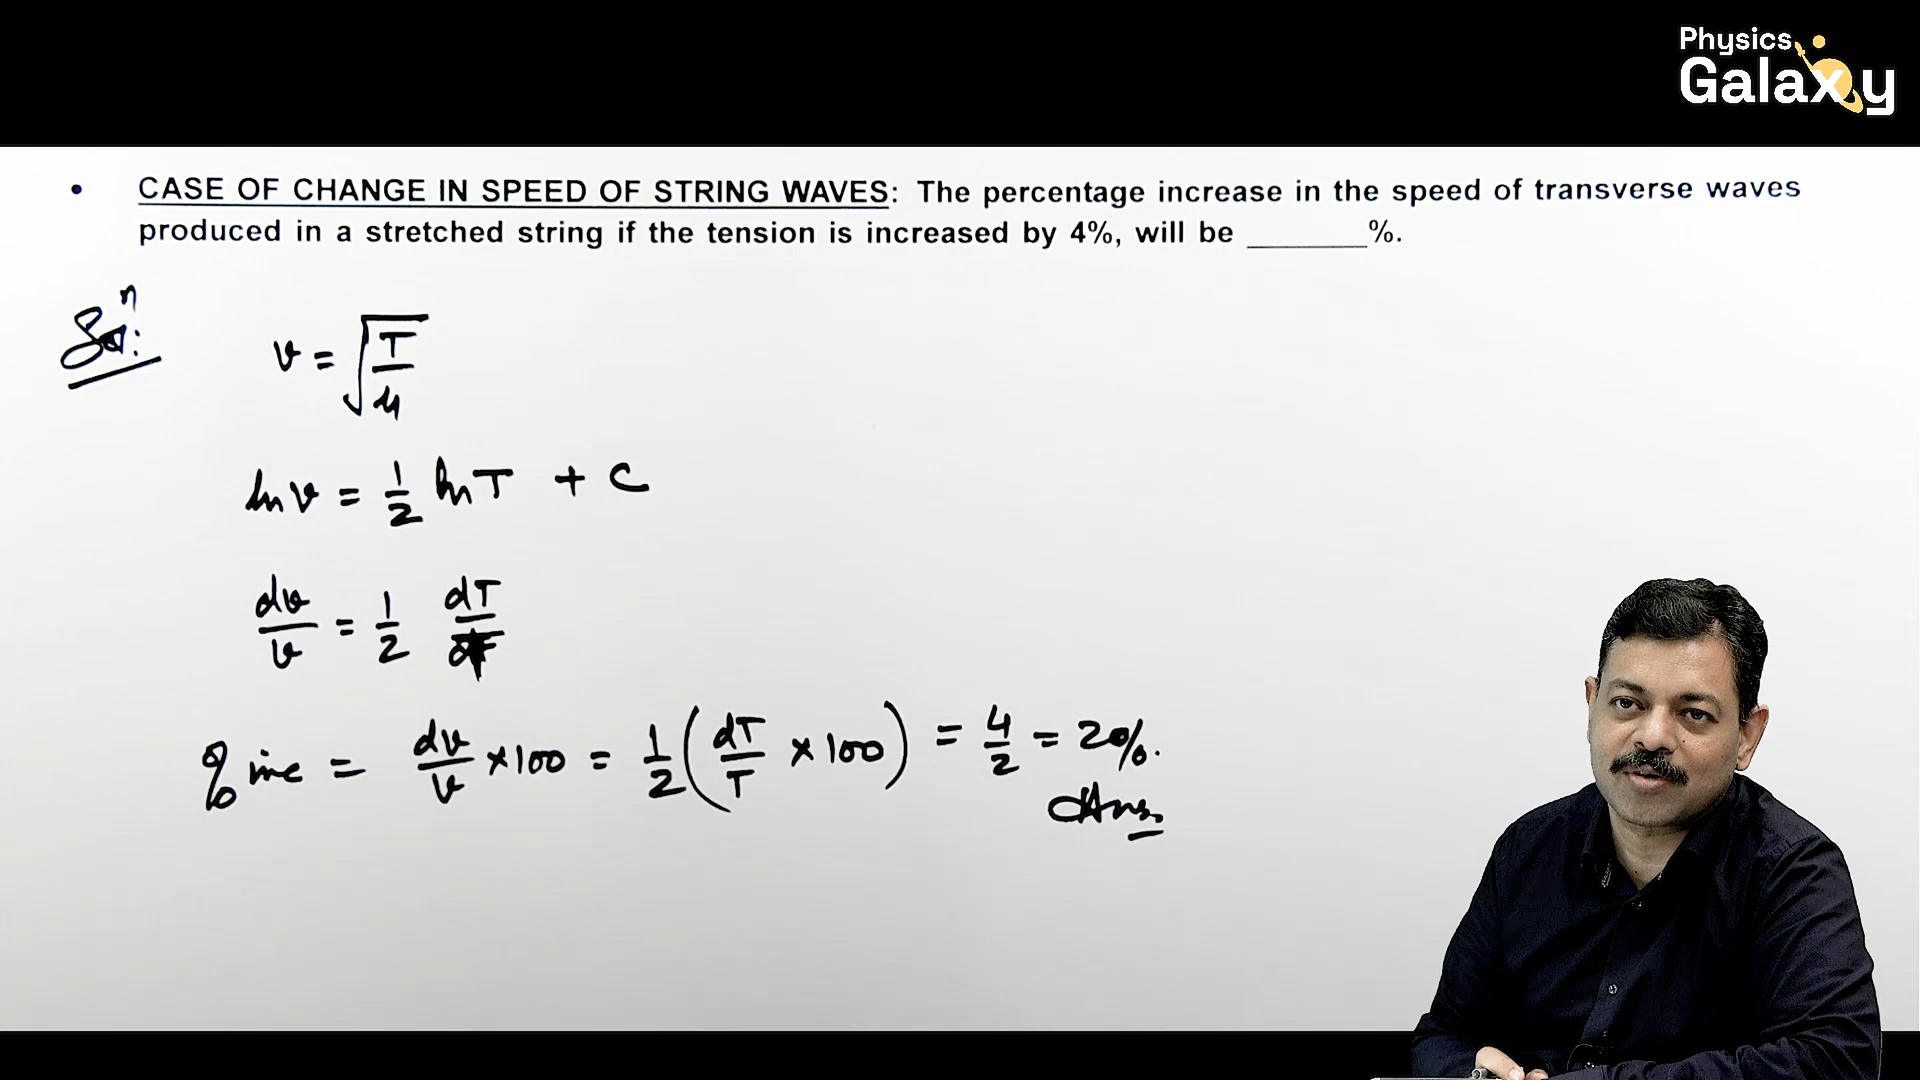 Physics
Galaxy
• CASE OF CHANGE IN SPEED OF STRING WAVES: The percentage increase in the speed of transverse waves
produced in a stretched string if the tension is increased by 4%, will be ________%.
Solⁿ:
v = √(T/μ)
ln v = 1/2 ln T + C
dv/v = 1/2 dT/T
% inc = dv/v × 100 = 1/2 (dT/T × 100) = 4/2 = 2%.
Ans.